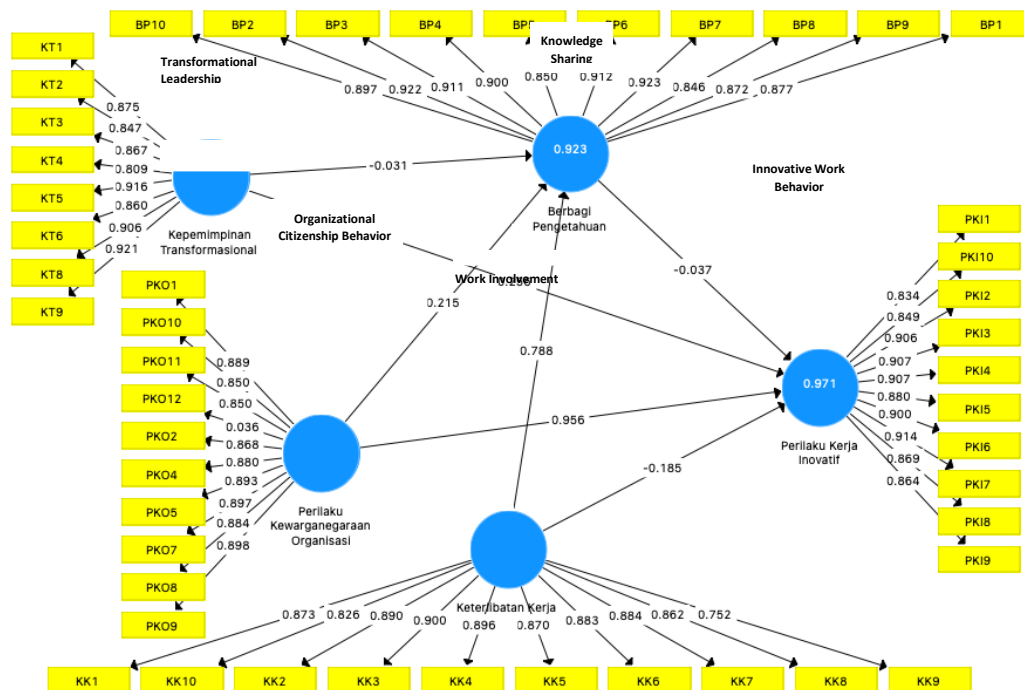 BP10 BP2 BP3 BP4 BP5 BP6 BP7 BP8 BP9 BP1
KT1
KT2
KT3
KT4
KT5
KT6
KT8
KT9
Transformational
Leadership
Knowledge
Sharing
0.897 0.922 0.911 0.900 0.850 0.912 0.923 0.846 0.872 0.877
0.875
0.847
0.867
0.809
0.916
0.860
0.906
0.921
-0.031
0.923
Innovative Work
Behavior
Kepemimpinan
Transformasional
Berbagi
Pengetahuan
Organizational
Citizenship Behavior
Work Involvement
0.215
-0.037
0.788
0.956
-0.185
PKO1
PKO10
PKO11
PKO12
PKO2
PKO4
PKO5
PKO7
PKO8
PKO9
0.889
0.850
0.850
0.036
0.868
0.880
0.893
0.897
0.884
0.898
Perilaku
Kewarganegaraan
Organisasi
0.971
Perilaku Kerja
Inovatif
0.834
0.849
0.906
0.907
0.907
0.880
0.900
0.914
0.869
0.864
PKI1
PKI10
PKI2
PKI3
PKI4
PKI5
PKI6
PKI7
PKI8
PKI9
Keterlibatan Kerja
0.873 0.826 0.890 0.900 0.896 0.870 0.883 0.884 0.862 0.752
KK1 KK10 KK2 KK3 KK4 KK5 KK6 KK7 KK8 KK9